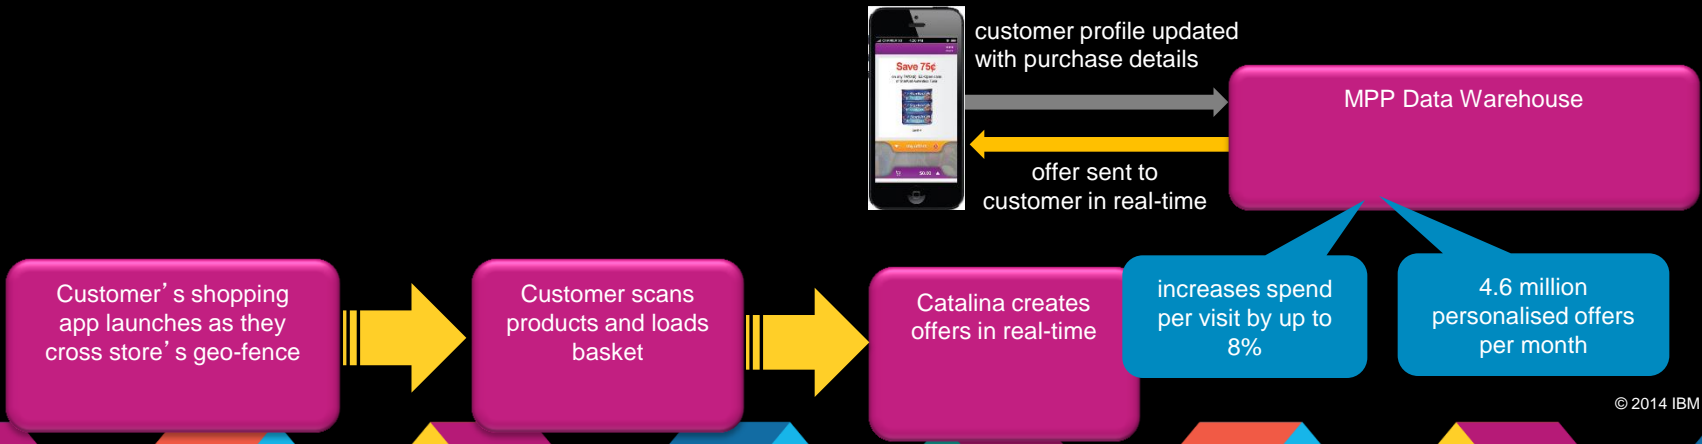 customer profile updated
with purchase details
MPP Data Warehouse
Save 75¢
offer sent to
customer in real-time
$0.00
Customer’s shopping
app launches as they
cross store’s geo-fence
Customer scans
products and loads
basket
Catalina creates
offers in real-time
increases spend
per visit by up to
8%
4.6 million
personalised offers
per month
© 2014 IBM